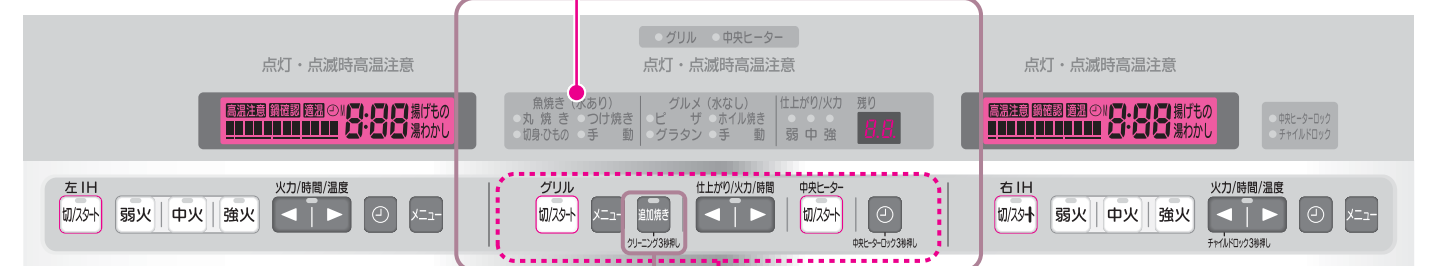 グリル 中央ヒーター
点灯・点滅時高温注意
点灯・点滅時高温注意
点灯・点滅時高温注意
高温注意 鍋確認 適温
8:88
揚げもの
湯わかし
魚焼き（水あり）
丸焼き つけ焼き
切身・ひもの 手動
グルメ（水なし）
ピザ ホイル焼き
グラタン 手動
仕上がり/火力
弱 中 強
残り
8.8.
高温注意 鍋確認 適温
8:88
揚げもの
湯わかし
中央ヒーターロック
チャイルドロック
左IH
切/スタート
弱火 中火 強火
火力/時間/温度
メニュー
グリル
切/スタート
メニュー
追加焼き
クリーニング3秒押し
仕上がり/火力/時間
中央ヒーター
切/スタート
中央ヒーターロック3秒押し
右IH
切/スタート
弱火 中火 強火
火力/時間/温度
チャイルドロック3秒押し
メニュー